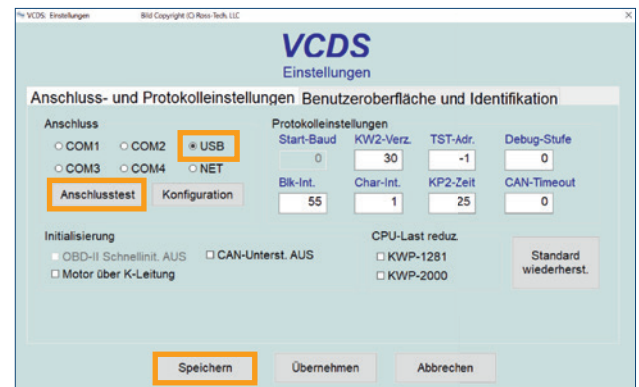 VCDS: Einstellungen Bild Copyright (C) Ross-Tech, LLC
VCDS
Einstellungen
Anschluss- und Protokolleinstellungen Benutzeroberfläche und Identifikation
Anschluss
COM1 COM2 USB
COM3 COM4 NET
Anschlusstest Konfiguration
Protokolleinstellungen
Start-Baud KW2-Verz. TST-Adr. Debug-Stufe
0 30 -1 0
Blk-Int. Char-Int. KP2-Zeit CAN-Timeout
55 1 25 0
Initialisierung
OBD-II Schnellinit. AUS CAN-Unterst. AUS
Motor über K-Leitung
CPU-Last reduz.
KWP-1281
KWP-2000
Standard
wiederherst.
Speichern Übernehmen Abbrechen